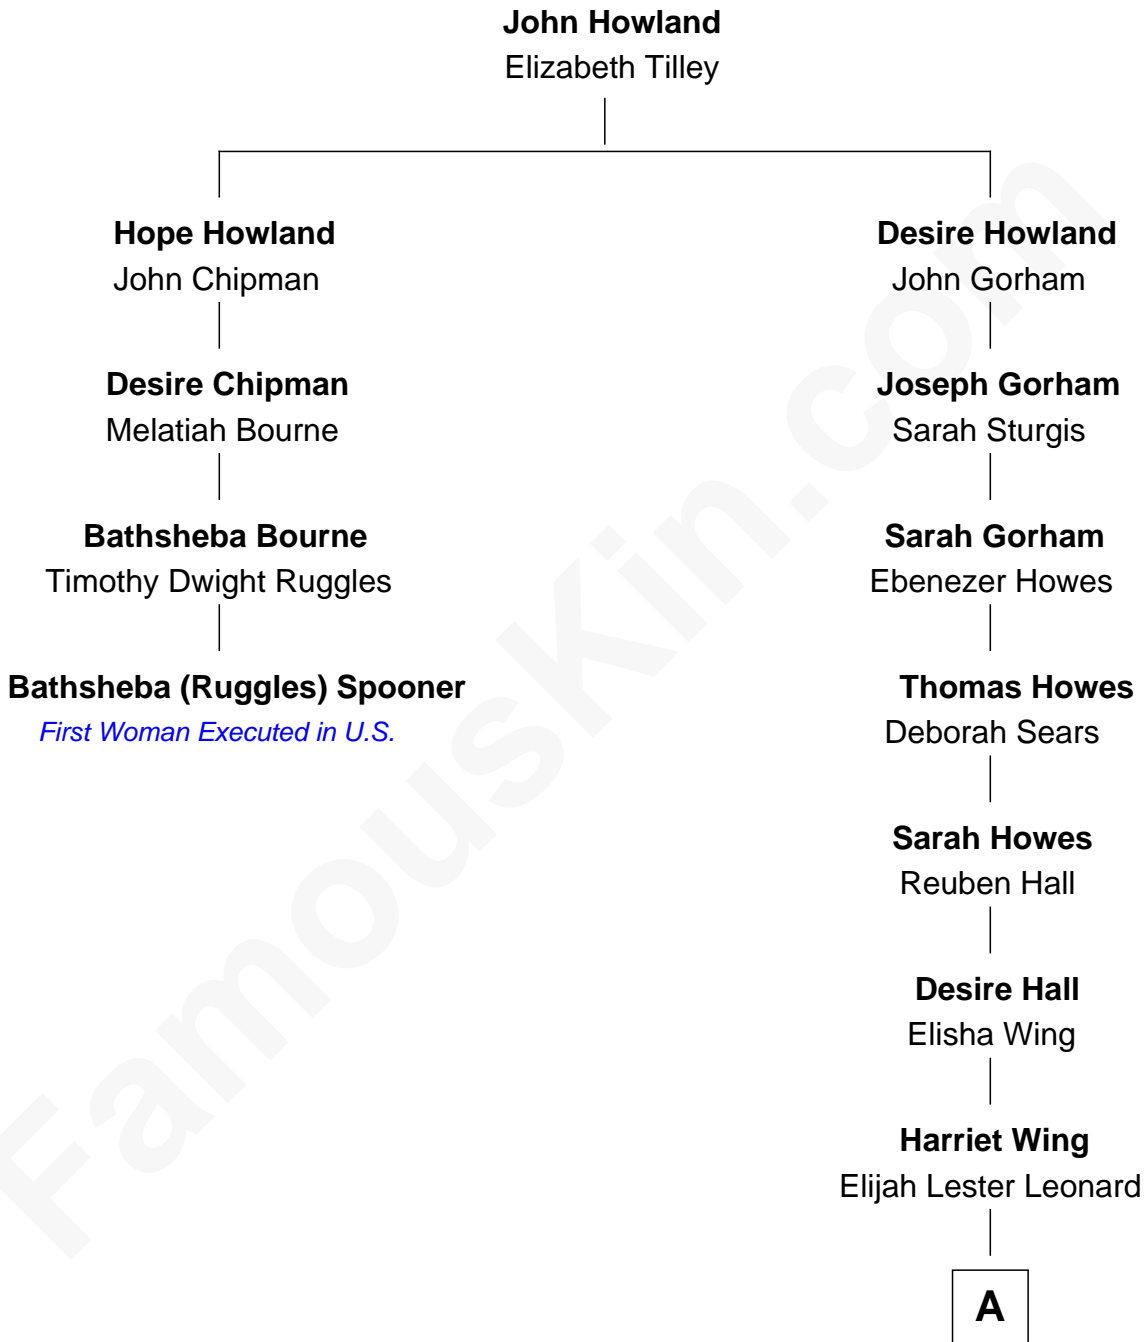 John Howland
Elizabeth Tilley
Hope Howland
John Chipman
Desire Howland
John Gorham
Desire Chipman
Melatiah Bourne
Joseph Gorham
Sarah Sturgis
Bathsheba Bourne
Timothy Dwight Ruggles
Sarah Gorham
Ebenezer Howes
Bathsheba (Ruggles) Spooner
First Woman Executed in U.S.
Thomas Howes
Deborah Sears
Sarah Howes
Reuben Hall
Desire Hall
Elisha Wing
Harriet Wing
Elijah Lester Leonard
A
FamousKin.com